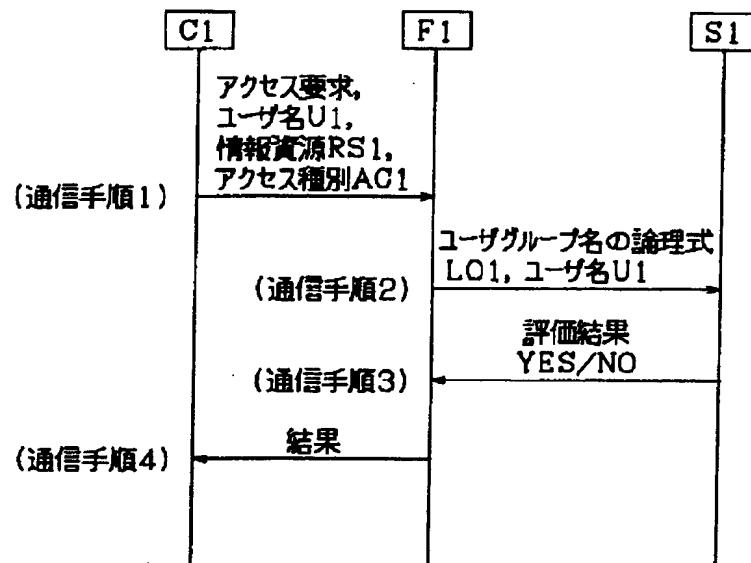 C1
F1
S1
アクセス要求,
ユーザ名U1,
情報資源RS1,
アクセス種別AC1
(通信手順1)
ユーザグループ名の論理式
LO1, ユーザ名U1
(通信手順2)
評価結果
YES/NO
(通信手順3)
結果
(通信手順4)